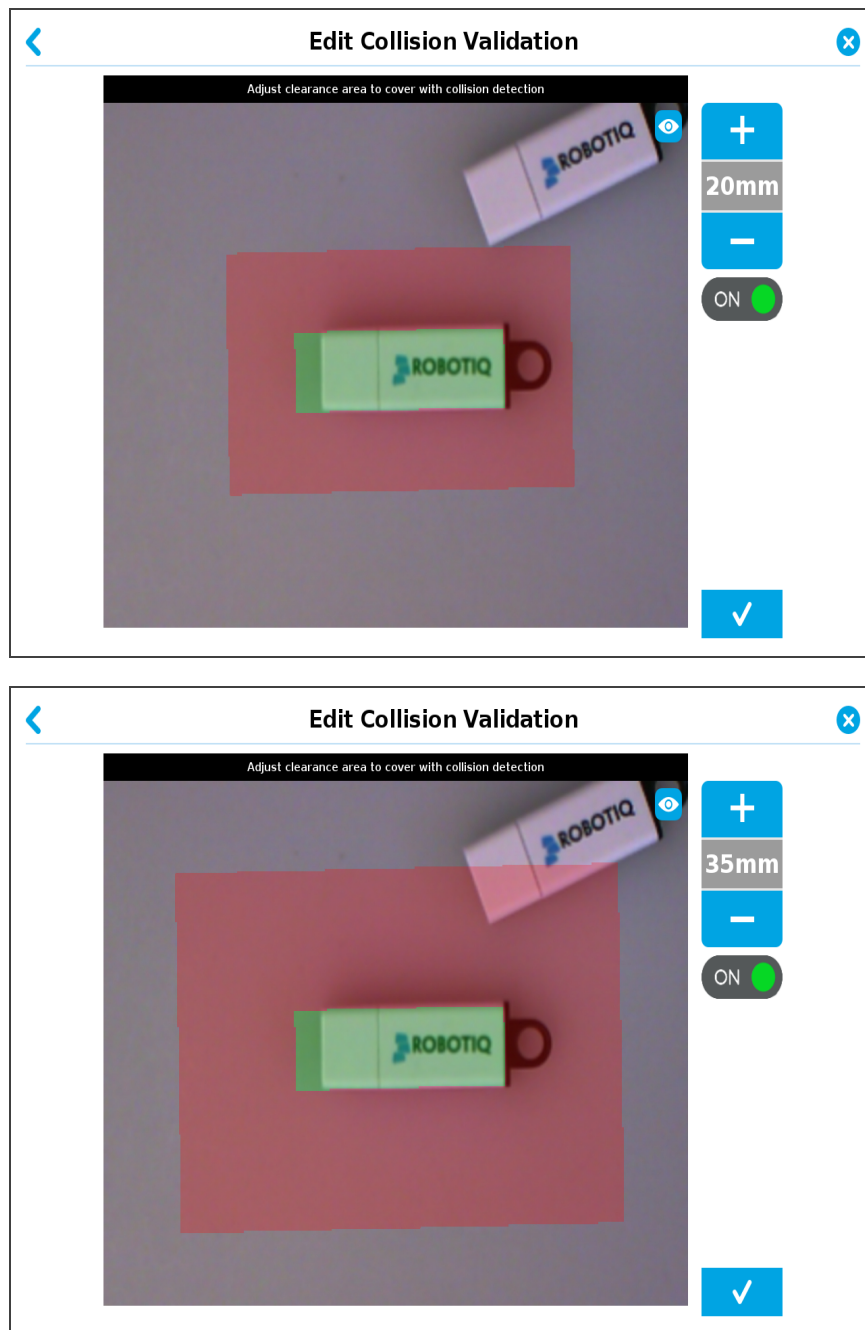 Edit Collision Validation
Adjust clearance area to cover with collision detection
ROBOTIQ
20mm
ON
ROBOTIQ
Edit Collision Validation
Adjust clearance area to cover with collision detection
ROBOTIQ
35mm
ON
ROBOTIQ